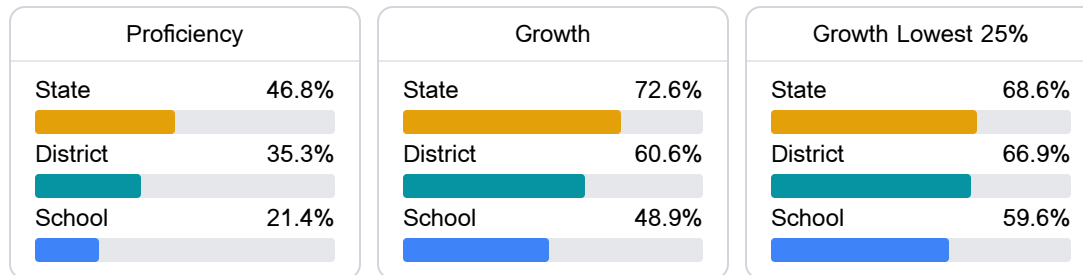 Proficiency
State 46.8%
District 35.3%
School 21.4%
Growth
State 72.6%
District 60.6%
School 48.9%
Growth Lowest 25%
State 68.6%
District 66.9%
School 59.6%